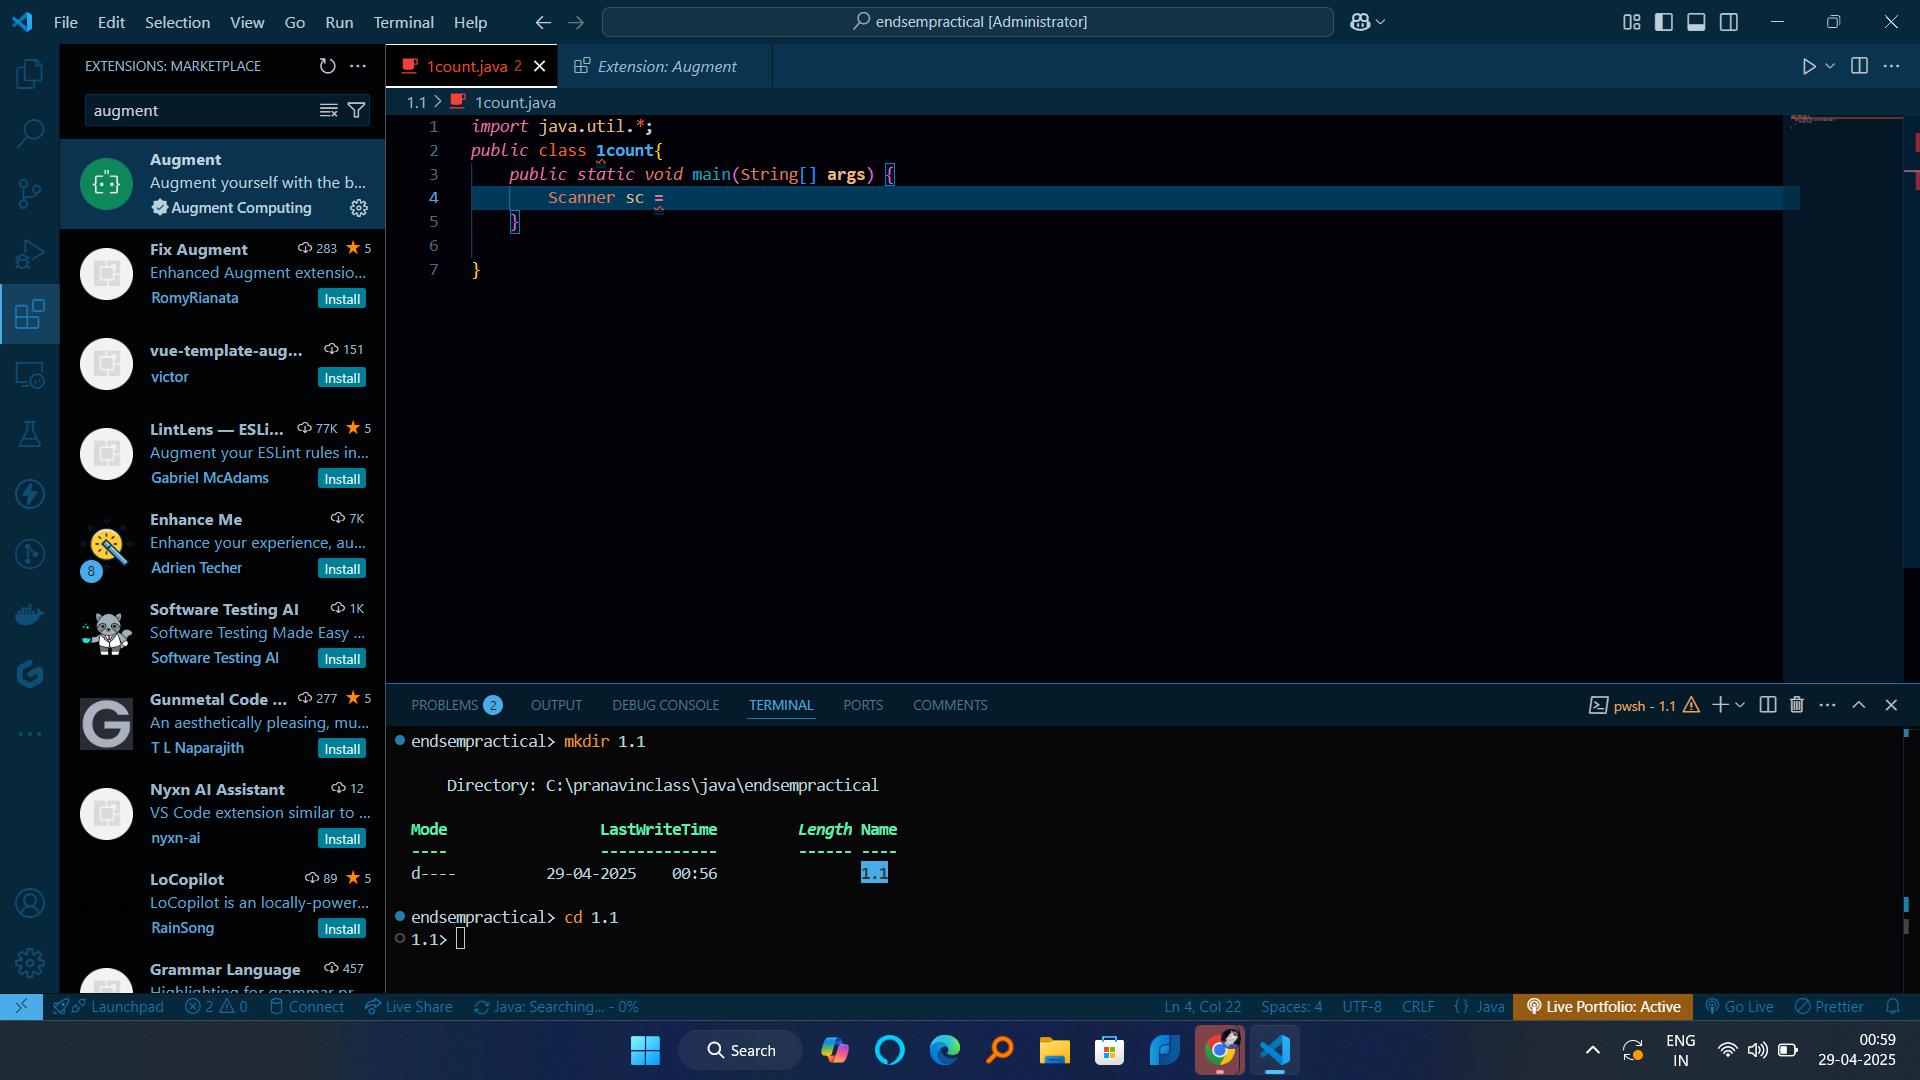 File Edit Selection View Go Run Terminal Help endsempractical [Administrator]
EXTENSIONS: MARKETPLACE
augment
Augment
Augment yourself with the b...
Augment Computing
Fix Augment 283 5
Enhanced Augment extensio...
RomyRianata Install
vue-template-aug... 151
victor Install
LintLens — ESLi... 77K 5
Augment your ESLint rules in...
Gabriel McAdams Install
Enhance Me 7K
Enhance your experience, au...
8
Adrien Techer Install
Software Testing AI 1K
Software Testing Made Easy ...
Software Testing AI Install
Gunmetal Code ... 277 5
An aesthetically pleasing, mu...
T L Naparajith Install
Nyxn AI Assistant 12
VS Code extension similar to ...
nyxn-ai Install
LoCopilot 89 5
LoCopilot is an locally-power...
RainSong Install
Grammar Language 457
Highlighting for grammar pr...
1count.java 2 Extension: Augment
1.1 > 1count.java
1 import java.util.*;
2 public class 1count{
3 public static void main(String[] args) {
4 Scanner sc =
5 }
6
7 }
PROBLEMS 2 OUTPUT DEBUG CONSOLE TERMINAL PORTS COMMENTS pwsh - 1.1
endsempractical> mkdir 1.1
Directory: C:\pranavinclass\java\endsempractical
Mode LastWriteTime Length Name
---- ------------- ------ ----
d---- 29-04-2025 00:56 1.1
endsempractical> cd 1.1
1.1>
Launchpad 2 0 Connect Live Share Java: Searching... - 0% Ln 4, Col 22 Spaces: 4 UTF-8 CRLF {} Java Live Portfolio: Active Go Live Prettier
Search ENG IN 00:59 29-04-2025